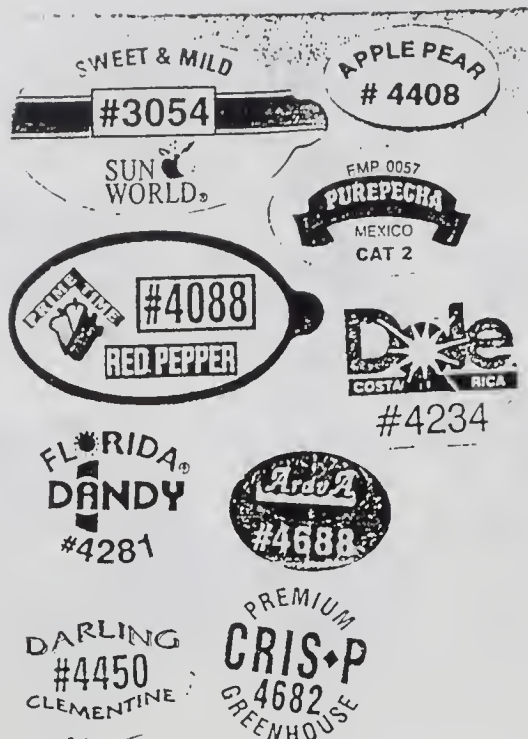 SWEET & MILD
#3054
SUN
WORLD®
APPLE PEAR
# 4408
EMP 0057
PUREPECHA
MEXICO
CAT 2
PRIME TIME
#4088
RED PEPPER
Dole
COSTA RICA
#4234
FLORIDA®
DANDY
#4281
#4688
DARLING
#4450
CLEMENTINE
PREMIUM
CRIS♦P
4682
GREENHOUSE